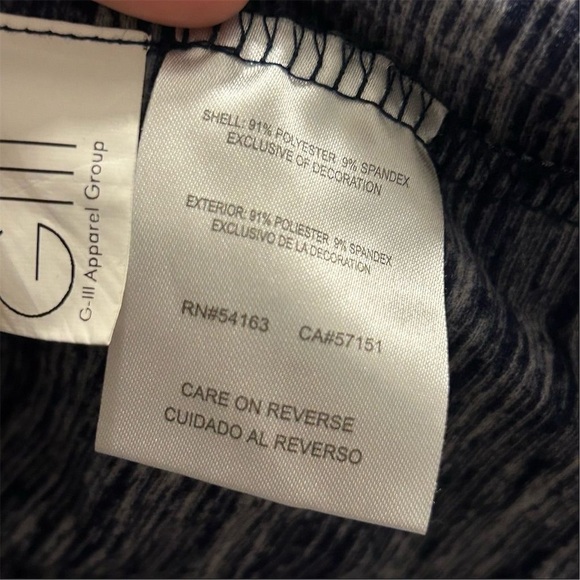 GIII
G-III Apparel Group
SHELL: 91% POLYESTER 9% SPANDEX
EXCLUSIVE OF DECORATION
EXTERIOR: 91% POLIESTER 9% SPANDEX
EXCLUSIVO DE LA DECORATION
RN#54163 CA#57151
CARE ON REVERSE
CUIDADO AL REVERSO